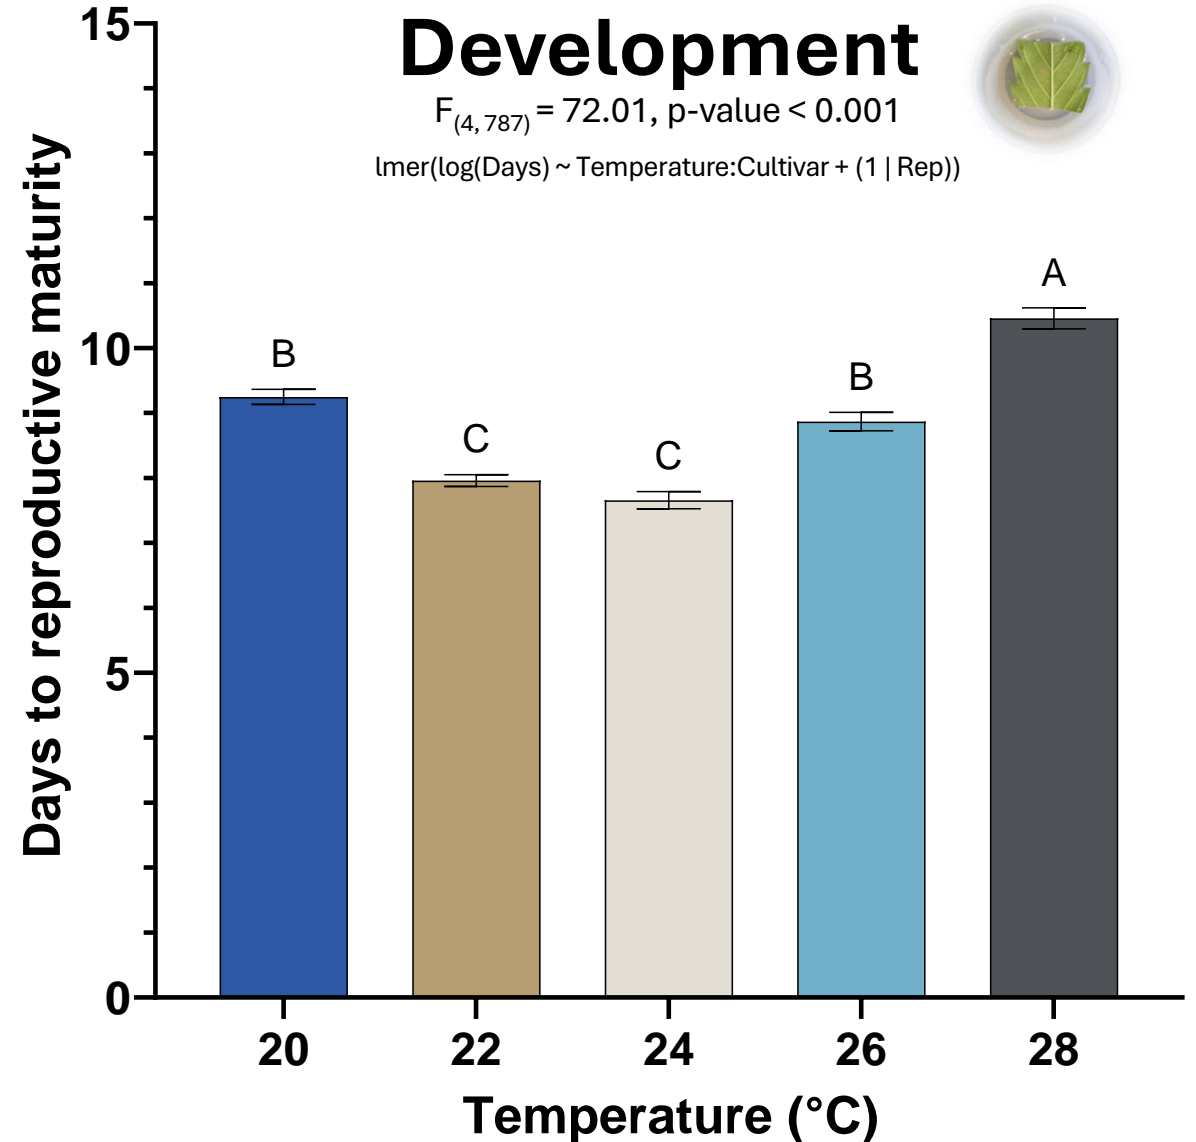 Development
F(4, 787) = 72.01, p-value < 0.001
lmer(log(Days) ~ Temperature:Cultivar + (1 | Rep))
Days to reproductive maturity
15
10
5
0
B
C
C
B
A
20 22 24 26 28
Temperature (°C)